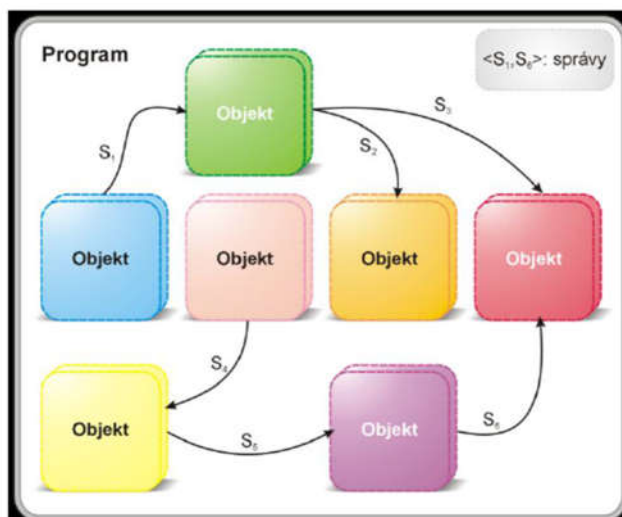 Program
<S₁,S₆>: správy
Objekt
S₁
S₂
S₃
Objekt
Objekt
Objekt
Objekt
S₄
Objekt
S₅
Objekt
S₆